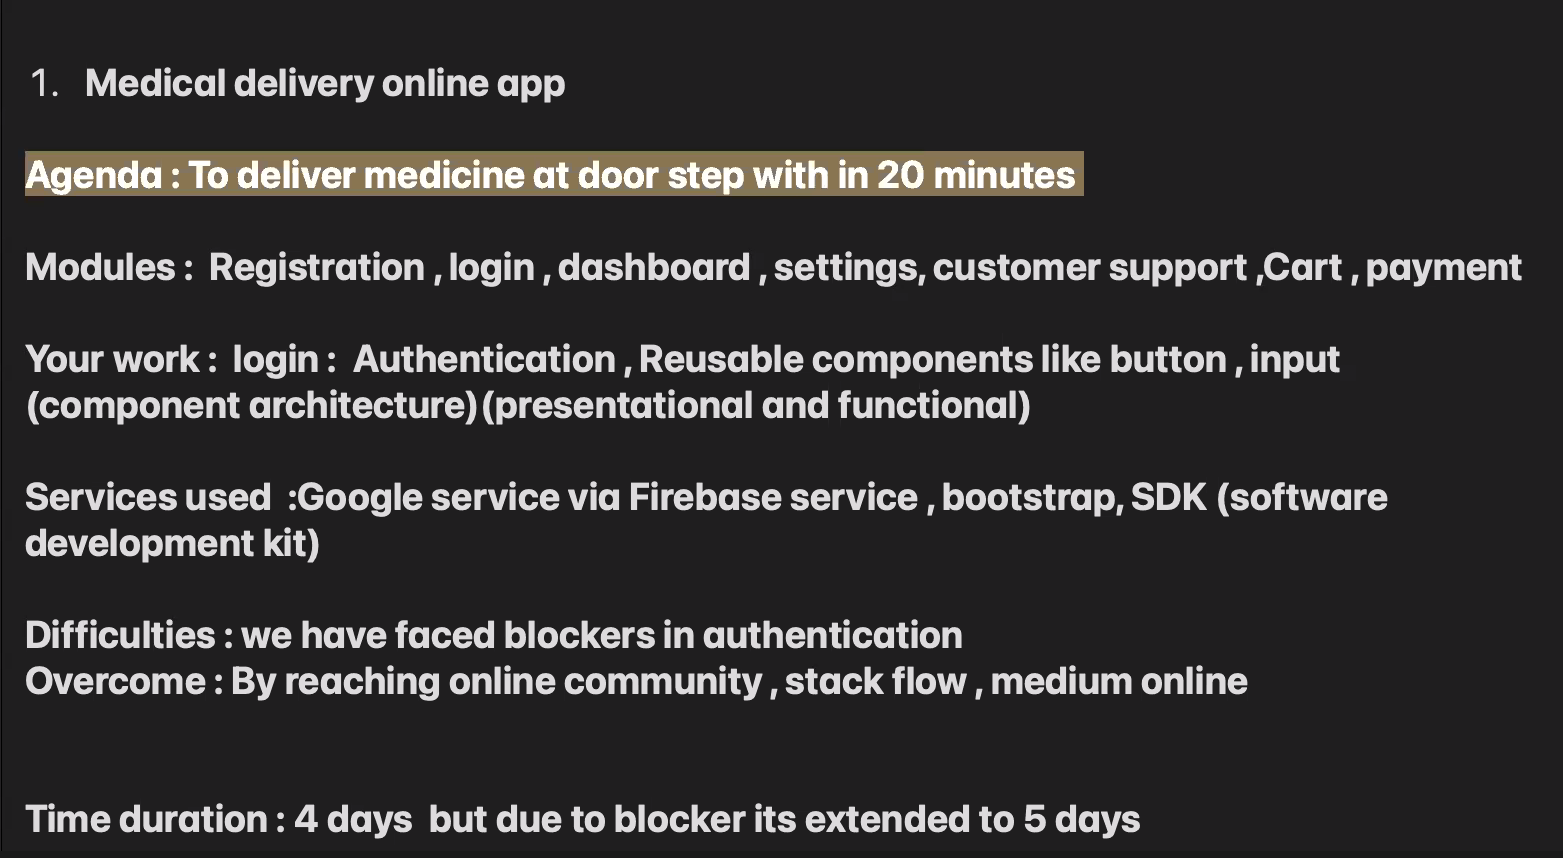 1. Medical delivery online app
Agenda : To deliver medicine at door step with in 20 minutes
Modules :  Registration , login , dashboard , settings, customer support ,Cart , payment
Your work :  login :  Authentication , Reusable components like button , input
(component architecture)(presentational and functional)
Services used  :Google service via Firebase service , bootstrap, SDK (software
development kit)
Difficulties : we have faced blockers in authentication
Overcome : By reaching online community , stack flow , medium online
Time duration : 4 days  but due to blocker its extended to 5 days